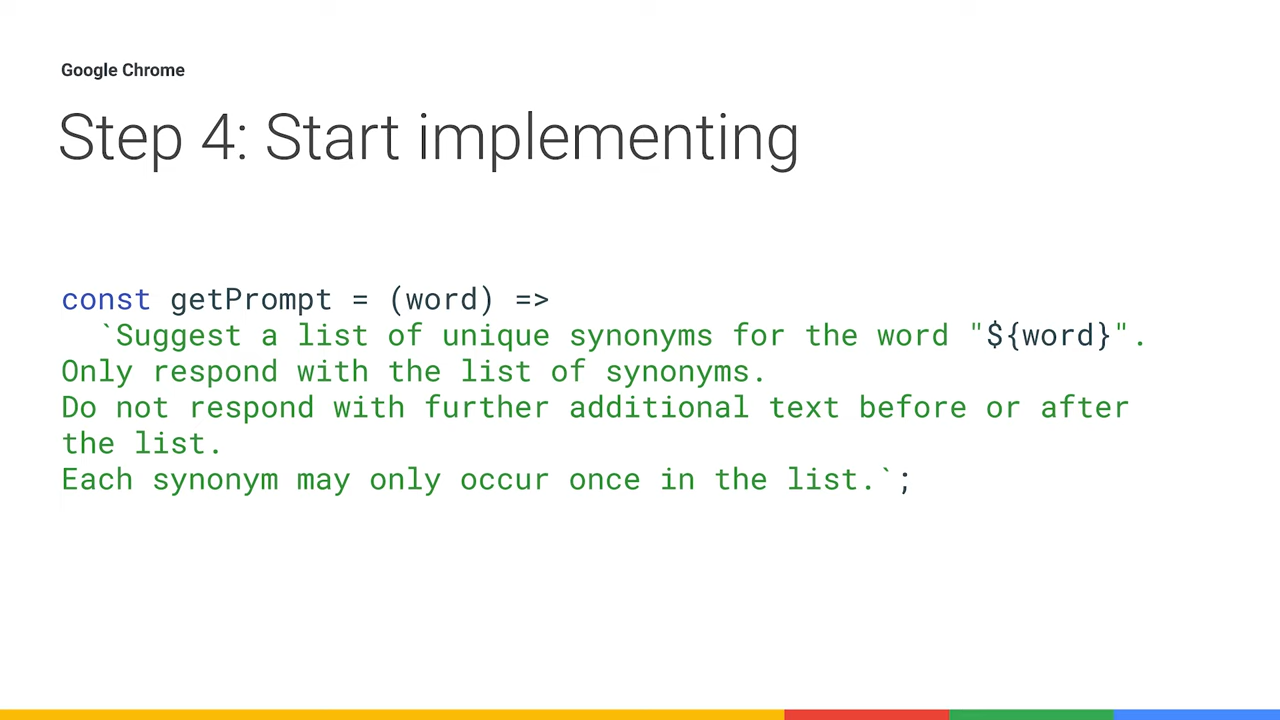 Google Chrome
Step 4: Start implementing
const getPrompt = (word) =>
`Suggest a list of unique synonyms for the word "${word}".
Only respond with the list of synonyms.
Do not respond with further additional text before or after
the list.
Each synonym may only occur once in the list.`;